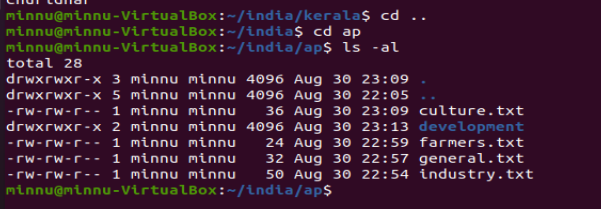 minnu@minnu-VirtualBox:~/india/kerala$ cd ..
minnu@minnu-VirtualBox:~/india$ cd ap
minnu@minnu-VirtualBox:~/india/ap$ ls -al
total 28
drwxrwxr-x 3 minnu minnu 4096 Aug 30 23:09 .
drwxrwxr-x 5 minnu minnu 4096 Aug 30 22:05 ..
-rw-rw-r-- 1 minnu minnu   36 Aug 30 23:09 culture.txt
drwxrwxr-x 2 minnu minnu 4096 Aug 30 23:13 development
-rw-rw-r-- 1 minnu minnu   24 Aug 30 22:59 farmers.txt
-rw-rw-r-- 1 minnu minnu   32 Aug 30 22:57 general.txt
-rw-rw-r-- 1 minnu minnu   50 Aug 30 22:54 industry.txt
minnu@minnu-VirtualBox:~/india/ap$